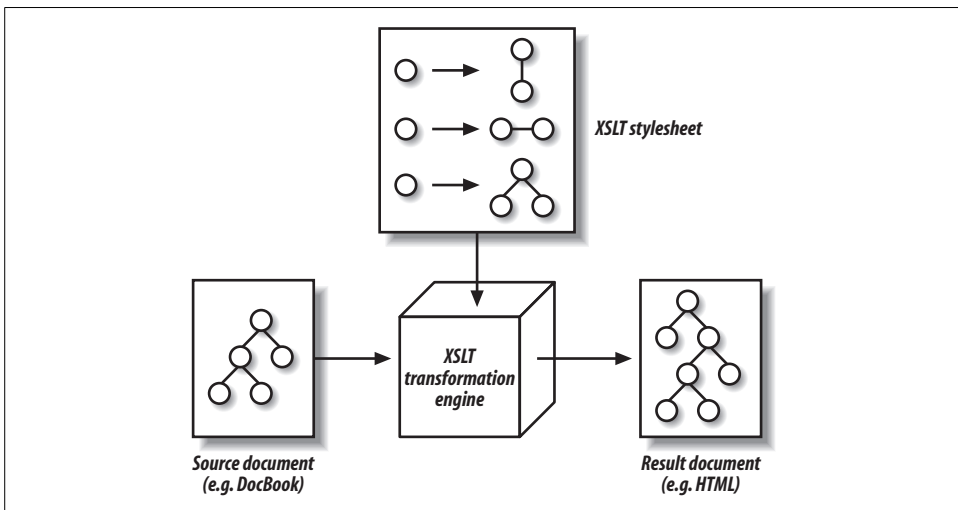 XSLT stylesheet
XSLT
transformation
engine
Source document
(e.g. DocBook)
Result document
(e.g. HTML)